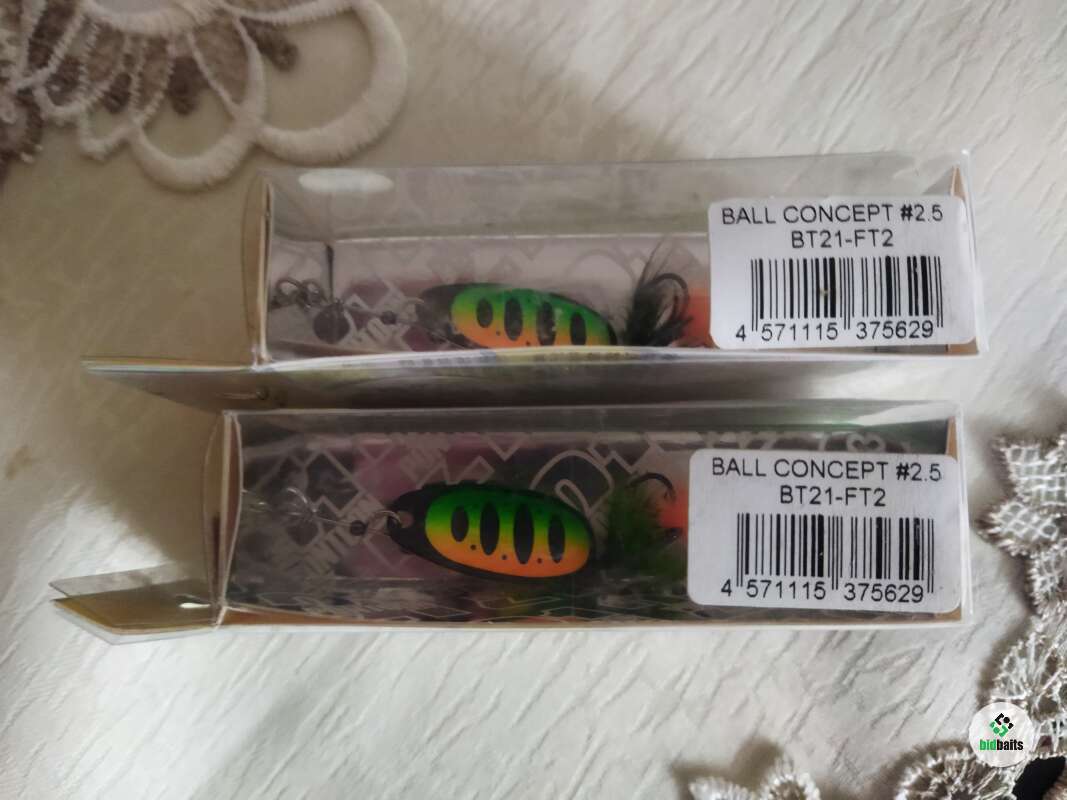 BALL CONCEPT #2.5
BT21-FT2
4 571115 375629
BALL CONCEPT #2.5
BT21-FT2
4 571115 375629
bidbaits